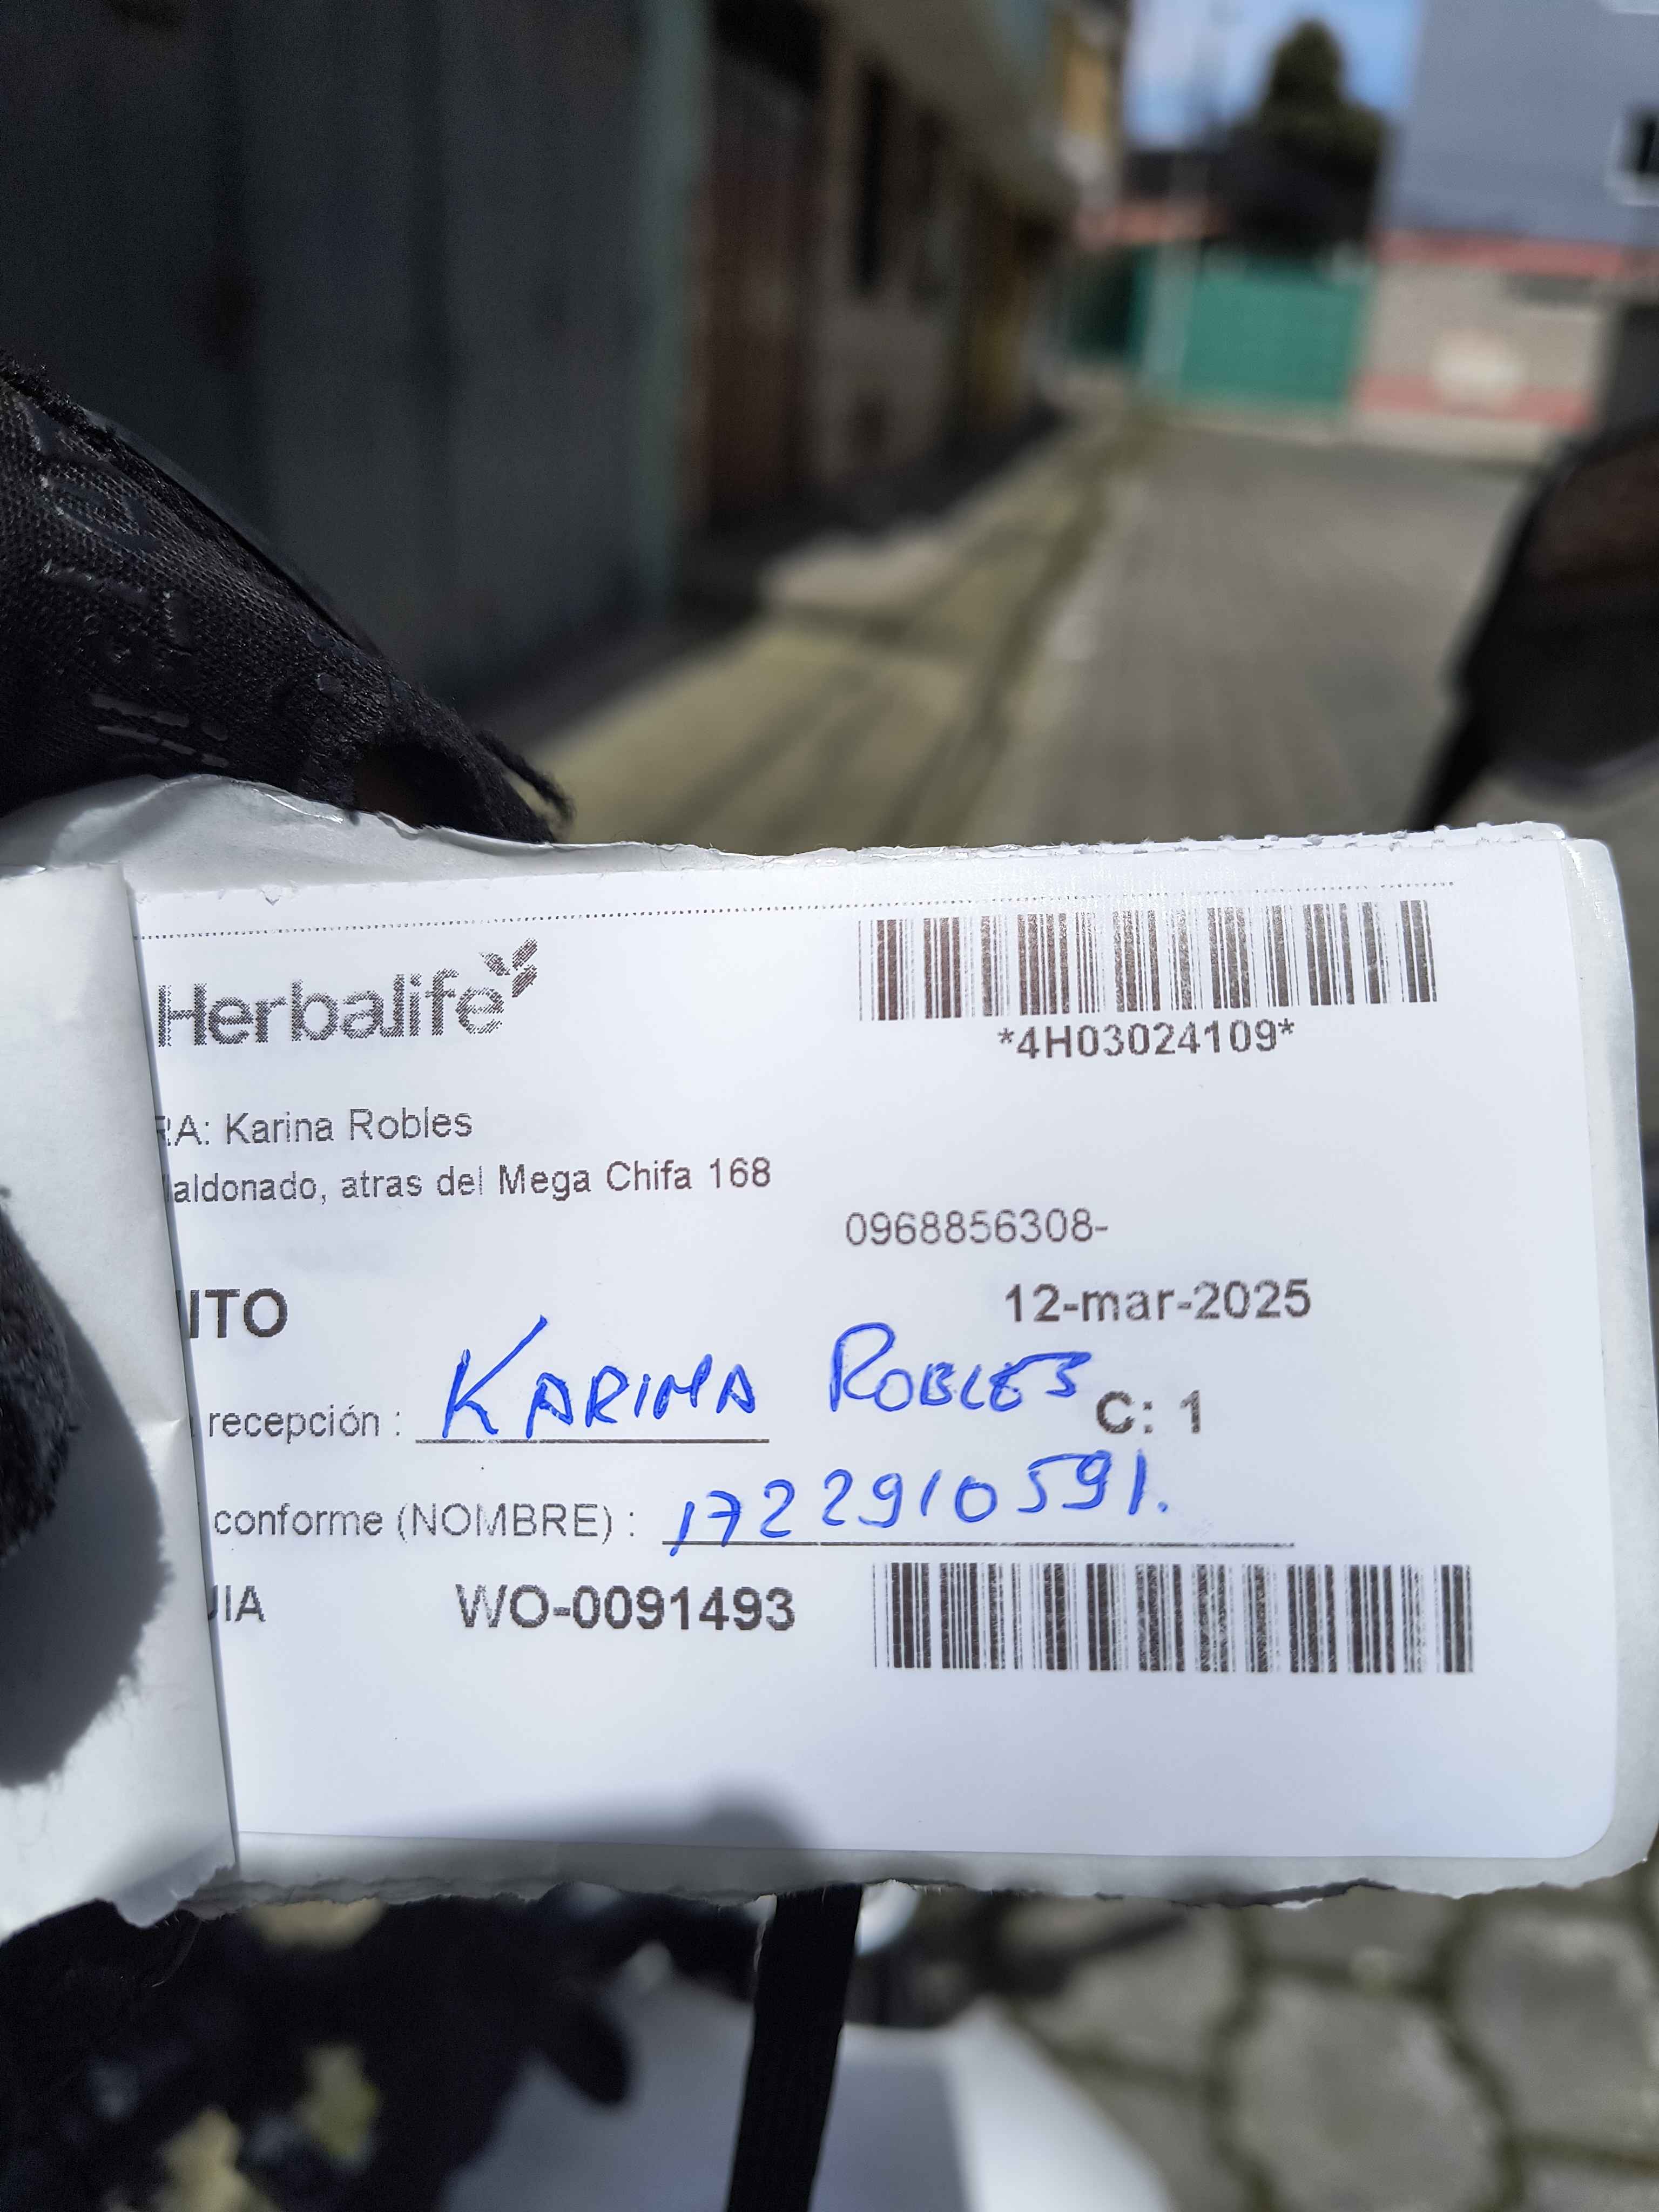 Herbalife
*4H03024109*
RA: Karina Robles
Maldonado, atras del Mega Chifa 168
0968856308-
ITO
12-mar-2025
recepción : KARINA ROBLES C: 1
conforme (NOMBRE) : 1722910591.
UIA WO-0091493